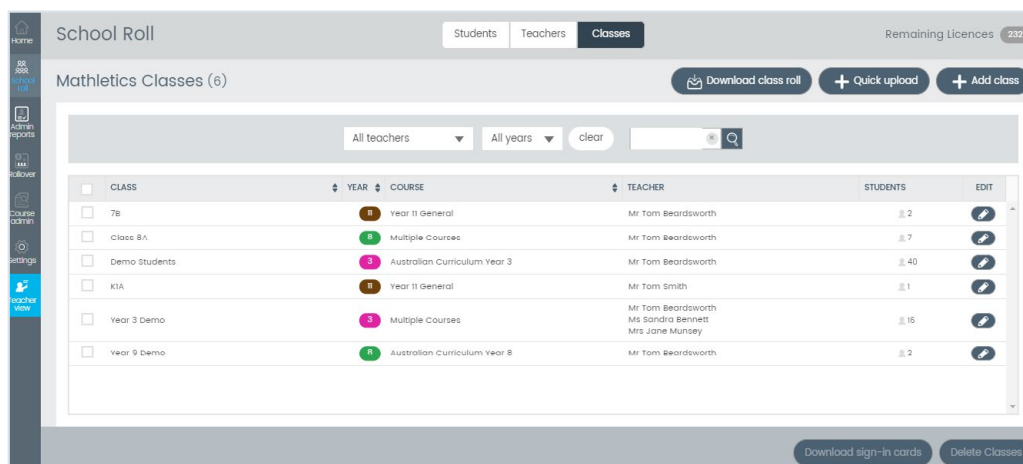 Home
School roll
Admin reports
Rollover
Course admin
Settings
Teacher view
School Roll
Students Teachers Classes
Remaining Licences 232
Mathletics Classes (6)
Download class roll
Quick upload
Add class
All teachers
All years
clear
CLASS YEAR COURSE TEACHER STUDENTS EDIT
7B 11 Year 11 General Mr Tom Beardsworth 2
Class 8A 8 Multiple Courses Mr Tom Beardsworth 7
Demo Students 3 Australian Curriculum Year 3 Mr Tom Beardsworth 40
K1A 11 Year 11 General Mr Tom Smith 1
Year 3 Demo 3 Multiple Courses Mr Tom Beardsworth
Ms Sandra Bennett
Mrs Jane Munsey 16
Year 9 Demo 8 Australian Curriculum Year 8 Mr Tom Beardsworth 2
Download sign-in cards
Delete Classes